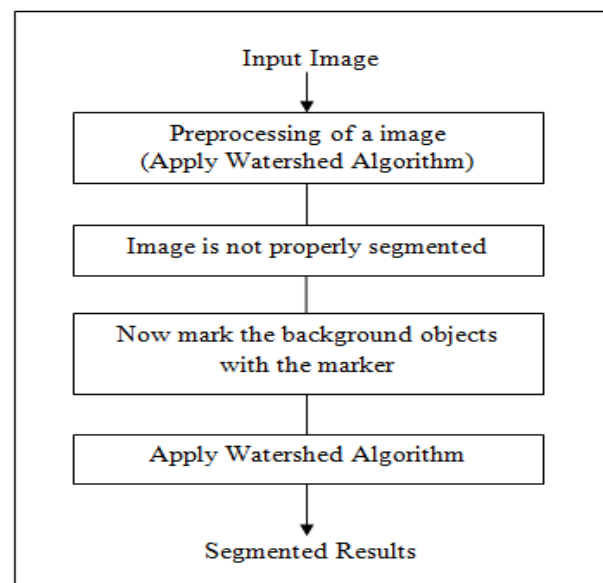 Input Image
Preprocessing of a image
(Apply Watershed Algorithm)
Image is not properly segmented
Now mark the background objects
with the marker
Apply Watershed Algorithm
Segmented Results